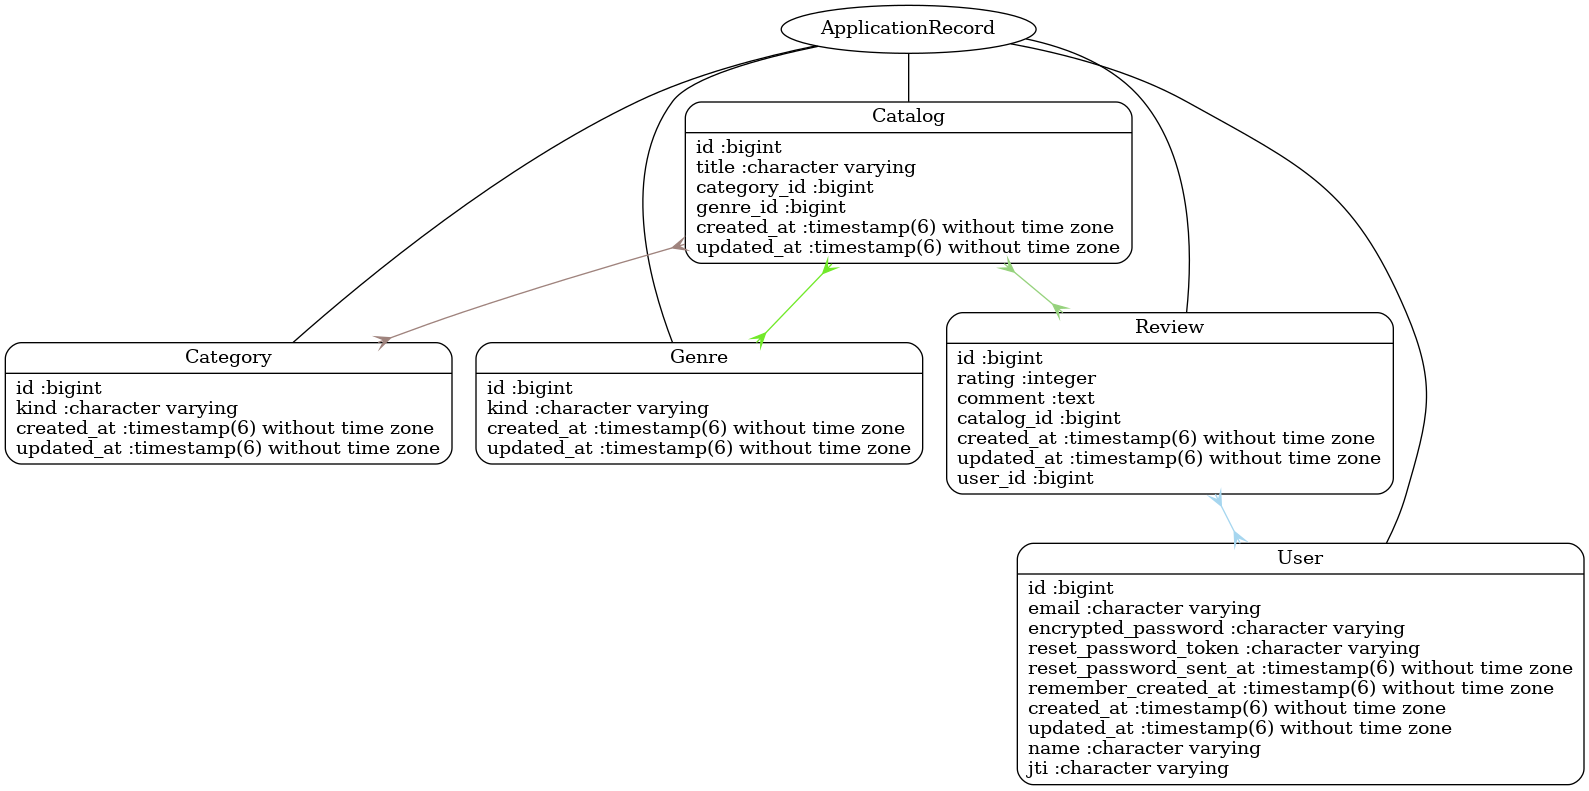 ApplicationRecord
Catalog
id :bigint
title :character varying
category_id :bigint
genre_id :bigint
created_at :timestamp(6) without time zone
updated_at :timestamp(6) without time zone
Category
id :bigint
kind :character varying
created_at :timestamp(6) without time zone
updated_at :timestamp(6) without time zone
Genre
id :bigint
kind :character varying
created_at :timestamp(6) without time zone
updated_at :timestamp(6) without time zone
Review
id :bigint
rating :integer
comment :text
catalog_id :bigint
created_at :timestamp(6) without time zone
updated_at :timestamp(6) without time zone
user_id :bigint
User
id :bigint
email :character varying
encrypted_password :character varying
reset_password_token :character varying
reset_password_sent_at :timestamp(6) without time zone
remember_created_at :timestamp(6) without time zone
created_at :timestamp(6) without time zone
updated_at :timestamp(6) without time zone
name :character varying
jti :character varying